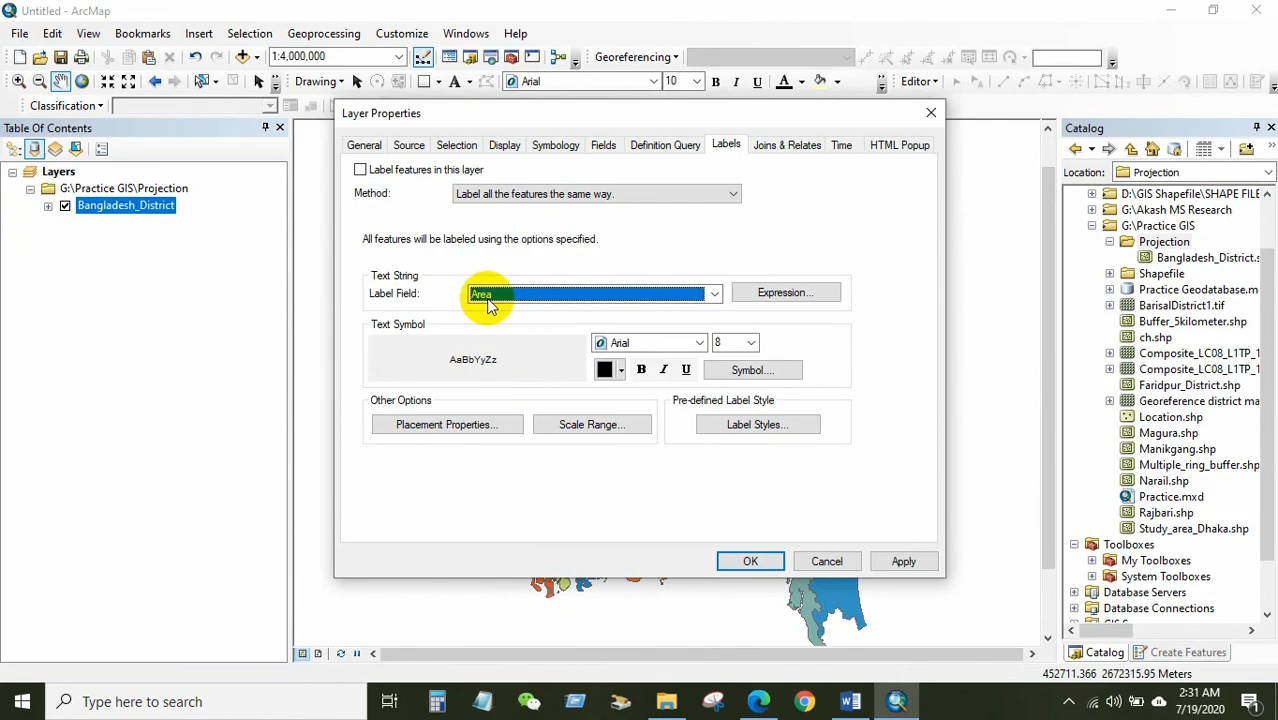 Untitled - ArcMap
File Edit View Bookmarks Insert Selection Geoprocessing Customize Windows Help
1:4,000,000 Georeferencing
Drawing Arial 10 B I U A Editor
Classification
Table Of Contents
Layers
G:\Practice GIS\Projection
Bangladesh_District
Layer Properties
General Source Selection Display Symbology Fields Definition Query Labels Joins & Relates Time HTML Popup
Label features in this layer
Method: Label all the features the same way.
All features will be labeled using the options specified.
Text String
Label Field: Area Expression...
Text Symbol
AaBbYyZz Arial 8
B I U Symbol....
Other Options Pre-defined Label Style
Placement Properties... Scale Range... Label Styles...
OK Cancel Apply
Catalog
Location: Projection
D:\GIS Shapefile\SHAPE FILE
G:\Akash MS Research
G:\Practice GIS
Projection
Bangladesh_District.s
Shapefile
Practice Geodatabase.m
BarisalDistrict1.tif
Buffer_5kilometer.shp
ch.shp
Composite_LC08_L1TP_1
Composite_LC08_L1TP_1
Faridpur_District.shp
Georeference district ma
Location.shp
Magura.shp
Manikgang.shp
Multiple_ring_buffer.shp
Narail.shp
Practice.mxd
Rajbari.shp
Study_area_Dhaka.shp
Toolboxes
My Toolboxes
System Toolboxes
Database Servers
Database Connections
Catalog Create Features
452711.366 2672315.95 Meters
Type here to search
2:31 AM
7/19/2020